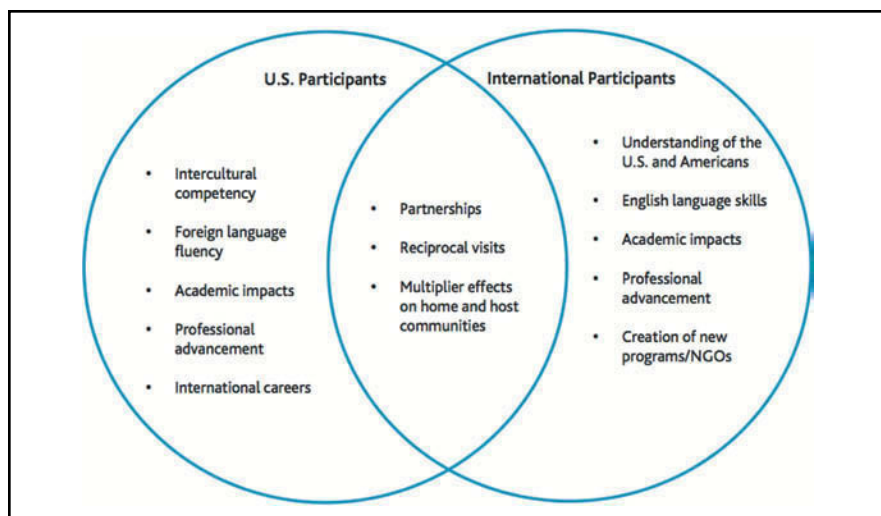 U.S. Participants
• Intercultural
competency
• Foreign language
fluency
• Academic impacts
• Professional
advancement
• International careers
• Partnerships
• Reciprocal visits
• Multiplier effects
on home and host
communities
International Participants
• Understanding of the
U.S. and Americans
• English language skills
• Academic impacts
• Professional
advancement
• Creation of new
programs/NGOs